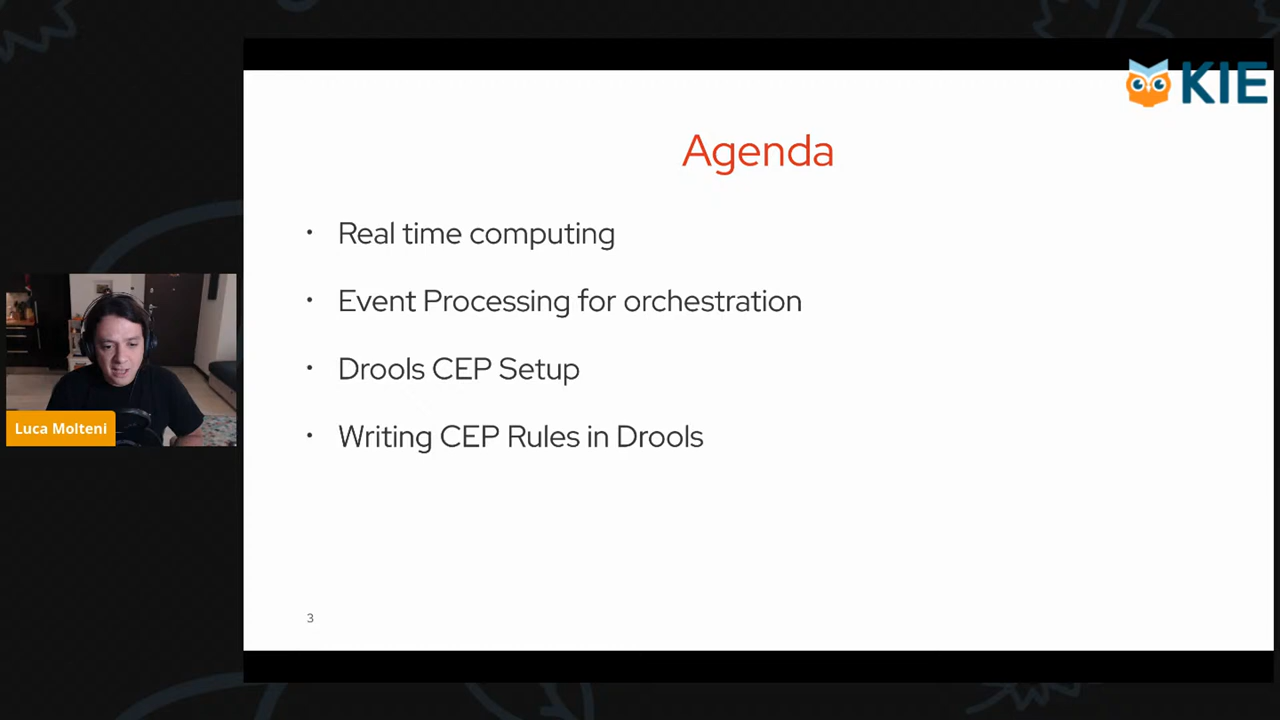 KIE
Agenda
• Real time computing
• Event Processing for orchestration
• Drools CEP Setup
• Writing CEP Rules in Drools
Luca Molteni
3